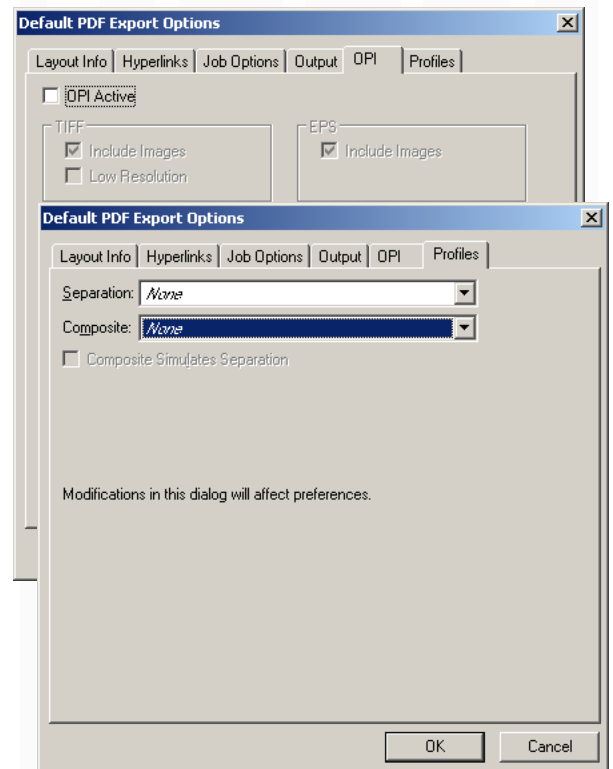 Default PDF Export Options
Layout Info Hyperlinks Job Options Output OPI Profiles
OPI Active
TIFF EPS
Include Images Include Images
Low Resolution
Default PDF Export Options
Layout Info Hyperlinks Job Options Output OPI Profiles
Separation: None
Composite: None
Composite Simulates Separation
Modifications in this dialog will affect preferences.
OK Cancel